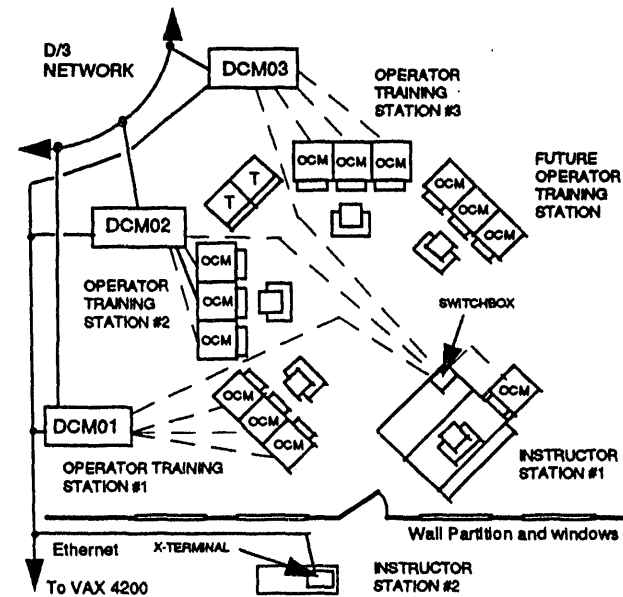 D/3
NETWORK
DCM03
OPERATOR
TRAINING
STATION #3
OCM OCM OCM
T T
FUTURE
OPERATOR
TRAINING
STATION
OCM
OCM
OCM
DCM02
OCM
OCM
OCM
OPERATOR
TRAINING
STATION #2
SWITCHBOX
OCM
OCM
OCM
OCM
DCM01
OPERATOR TRAINING
STATION #1
INSTRUCTOR
STATION #1
Wall Partition and windows
Ethernet
X-TERMINAL
INSTRUCTOR
STATION #2
To VAX 4200